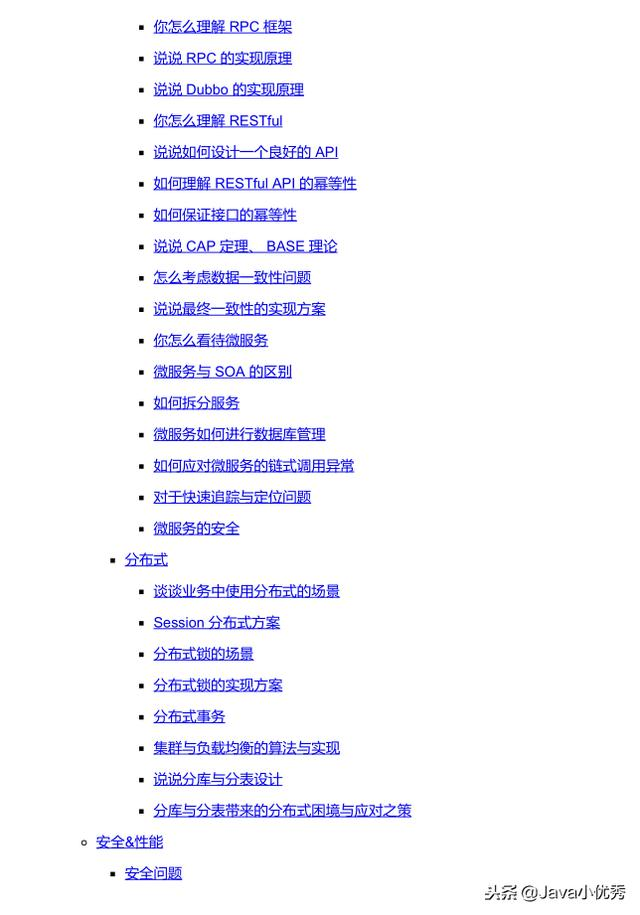 你怎么理解 RPC 框架
说说 RPC 的实现原理
说说 Dubbo 的实现原理
你怎么理解 RESTful
说说如何设计一个良好的 API
如何理解 RESTful API 的幂等性
如何保证接口的幂等性
说说 CAP 定理、 BASE 理论
怎么考虑数据一致性问题
说说最终一致性的实现方案
你怎么看待微服务
微服务与 SOA 的区别
如何拆分服务
微服务如何进行数据库管理
如何应对微服务的链式调用异常
对于快速追踪与定位问题
微服务的安全
分布式
谈谈业务中使用分布式的场景
Session 分布式方案
分布式锁的场景
分布式锁的实现方案
分布式事务
集群与负载均衡的算法与实现
说说分库与分表设计
分库与分表带来的分布式困境与应对之策
安全&性能
安全问题
头条 @Java小优秀